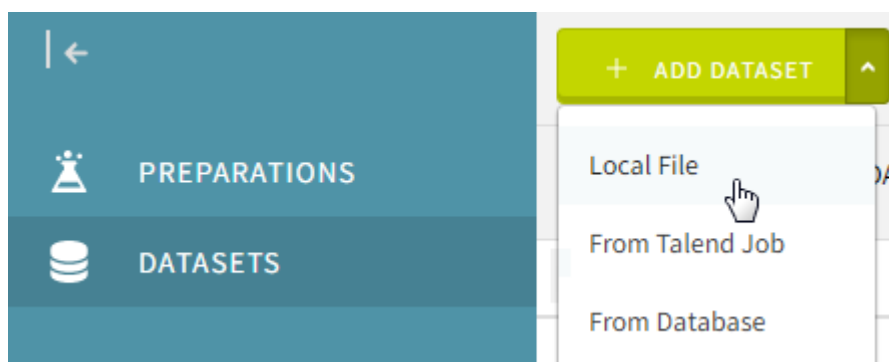 + ADD DATASET
PREPARATIONS
DATASETS
Local File
From Talend Job
From Database